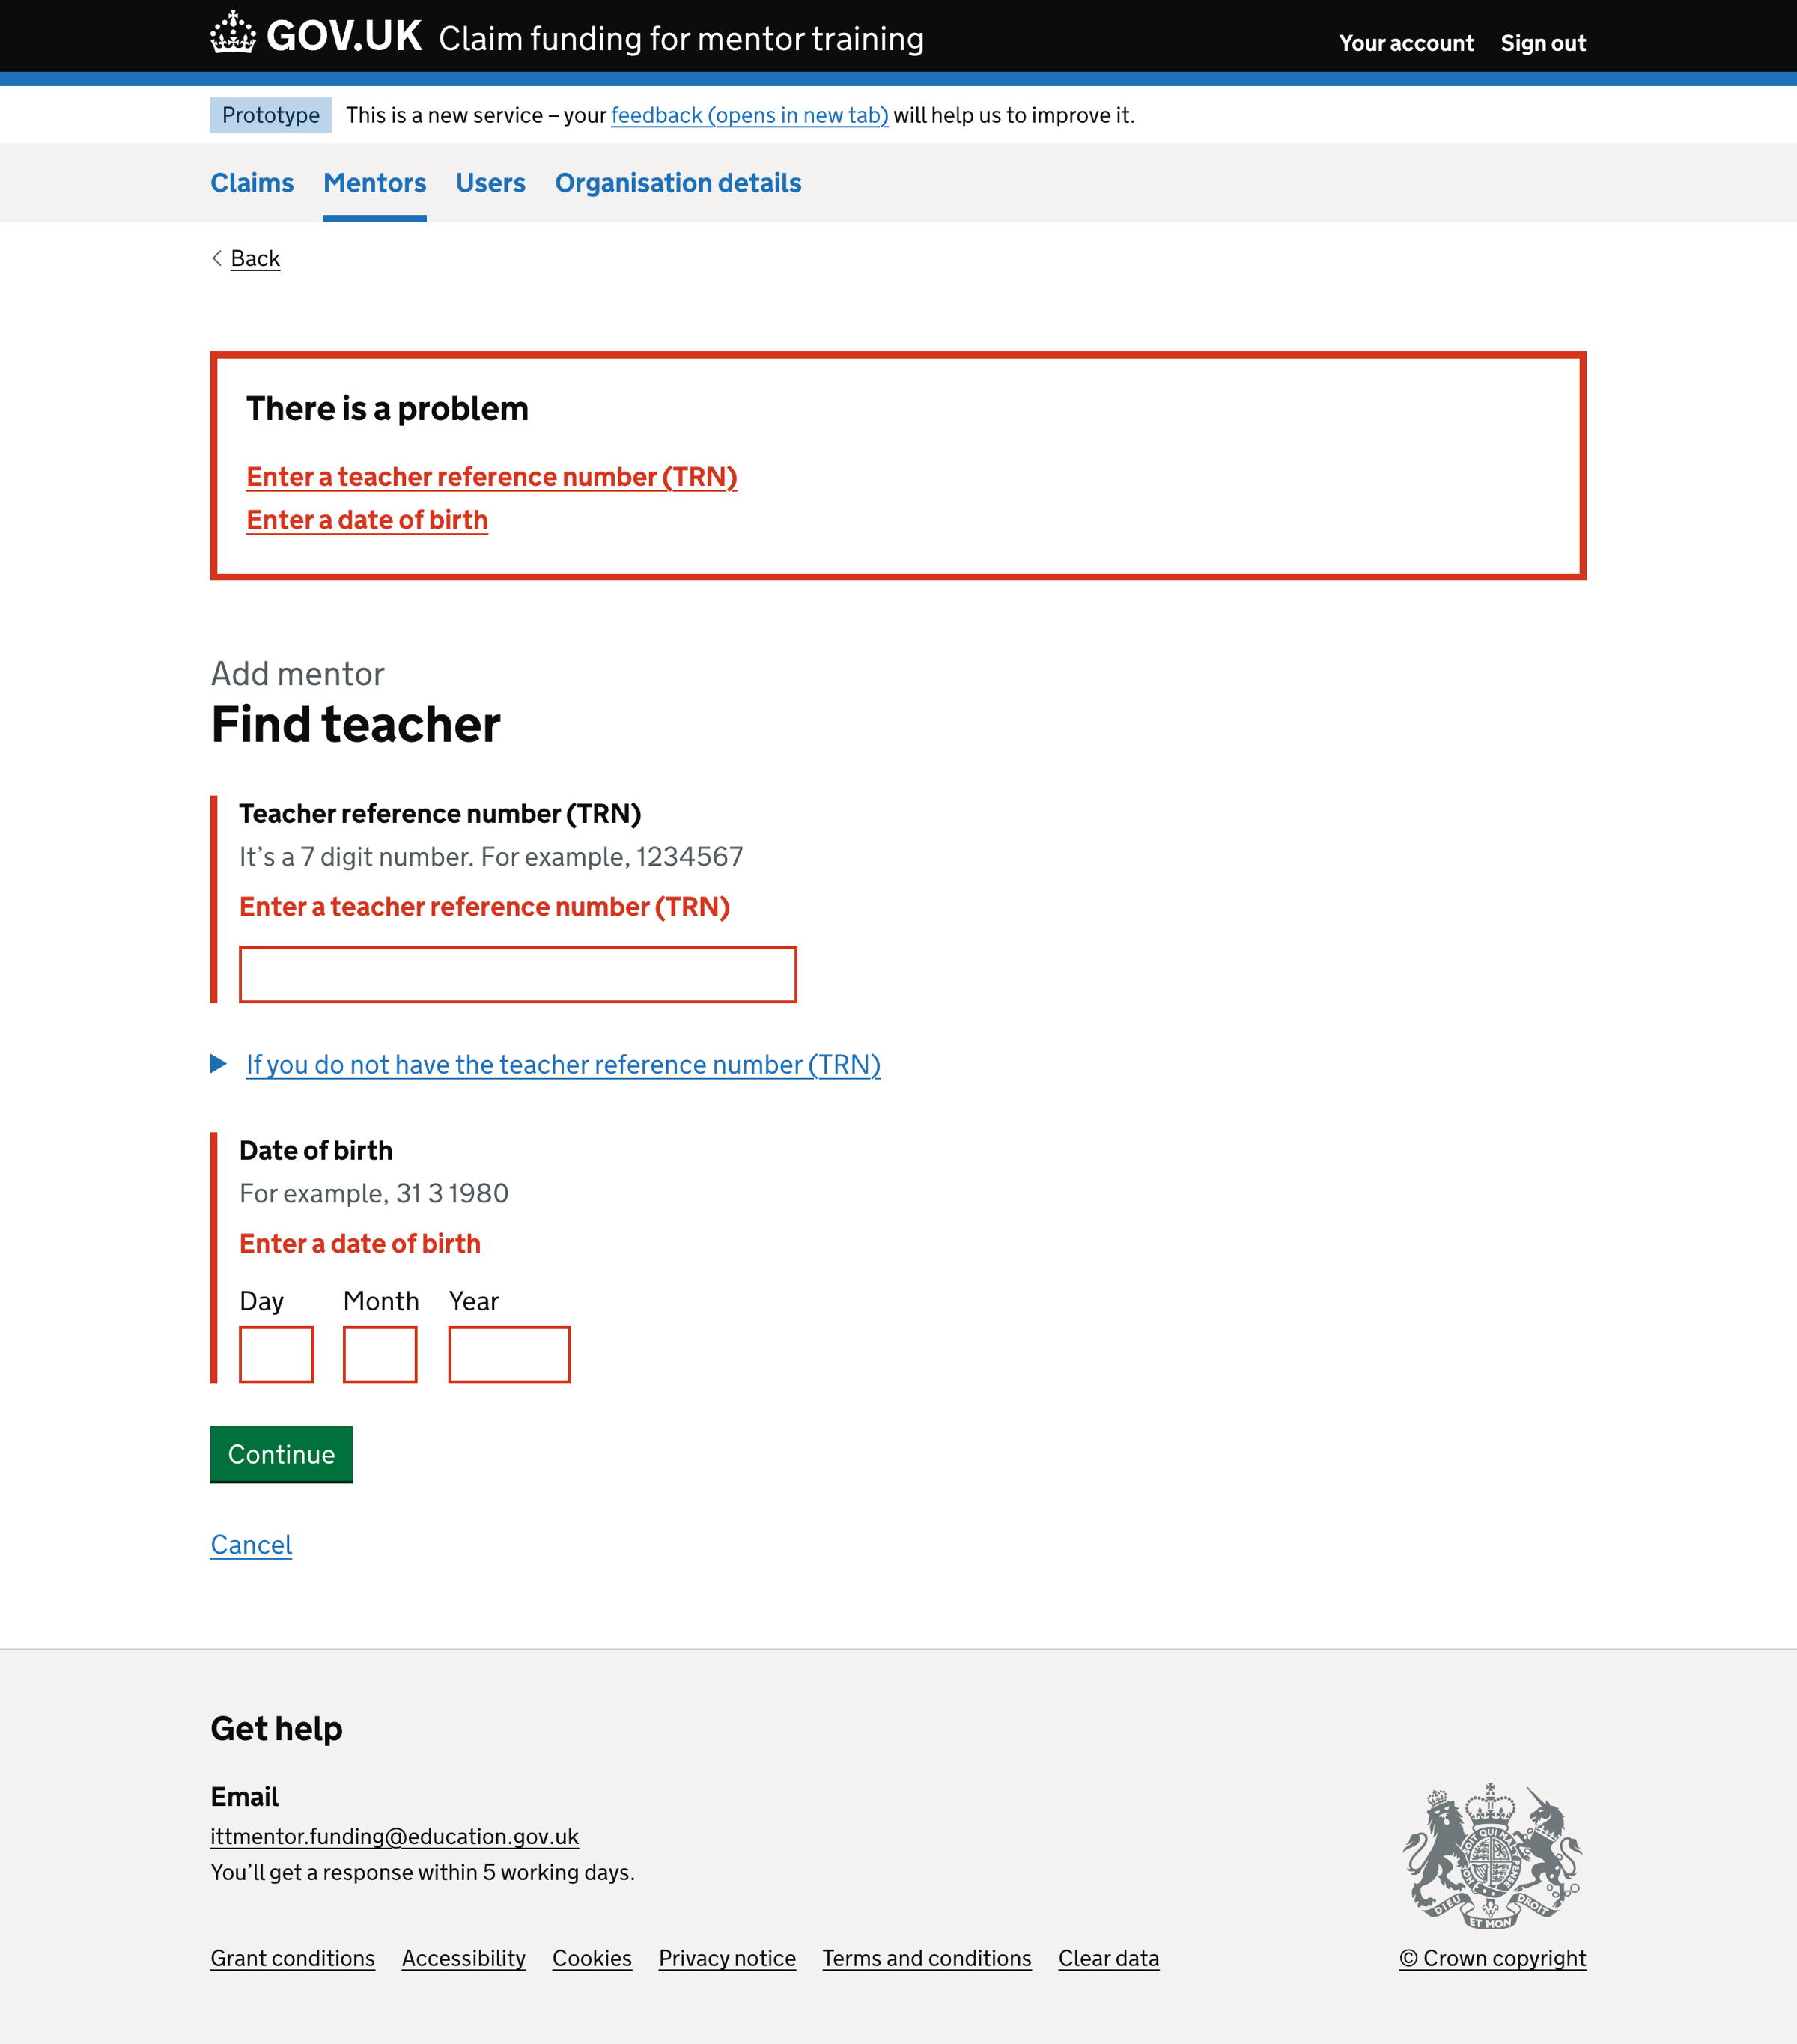 GOV.UK Claim funding for mentor training Your account Sign out
Prototype This is a new service – your feedback (opens in new tab) will help us to improve it.
Claims Mentors Users Organisation details
Back
There is a problem
Enter a teacher reference number (TRN)
Enter a date of birth
Add mentor
Find teacher
Teacher reference number (TRN)
It’s a 7 digit number. For example, 1234567
Enter a teacher reference number (TRN)
If you do not have the teacher reference number (TRN)
Date of birth
For example, 31 3 1980
Enter a date of birth
Day Month Year
Continue
Cancel
Get help
Email
ittmentor.funding@education.gov.uk
You’ll get a response within 5 working days.
DIEU ET MON DROIT
Grant conditions Accessibility Cookies Privacy notice Terms and conditions Clear data © Crown copyright